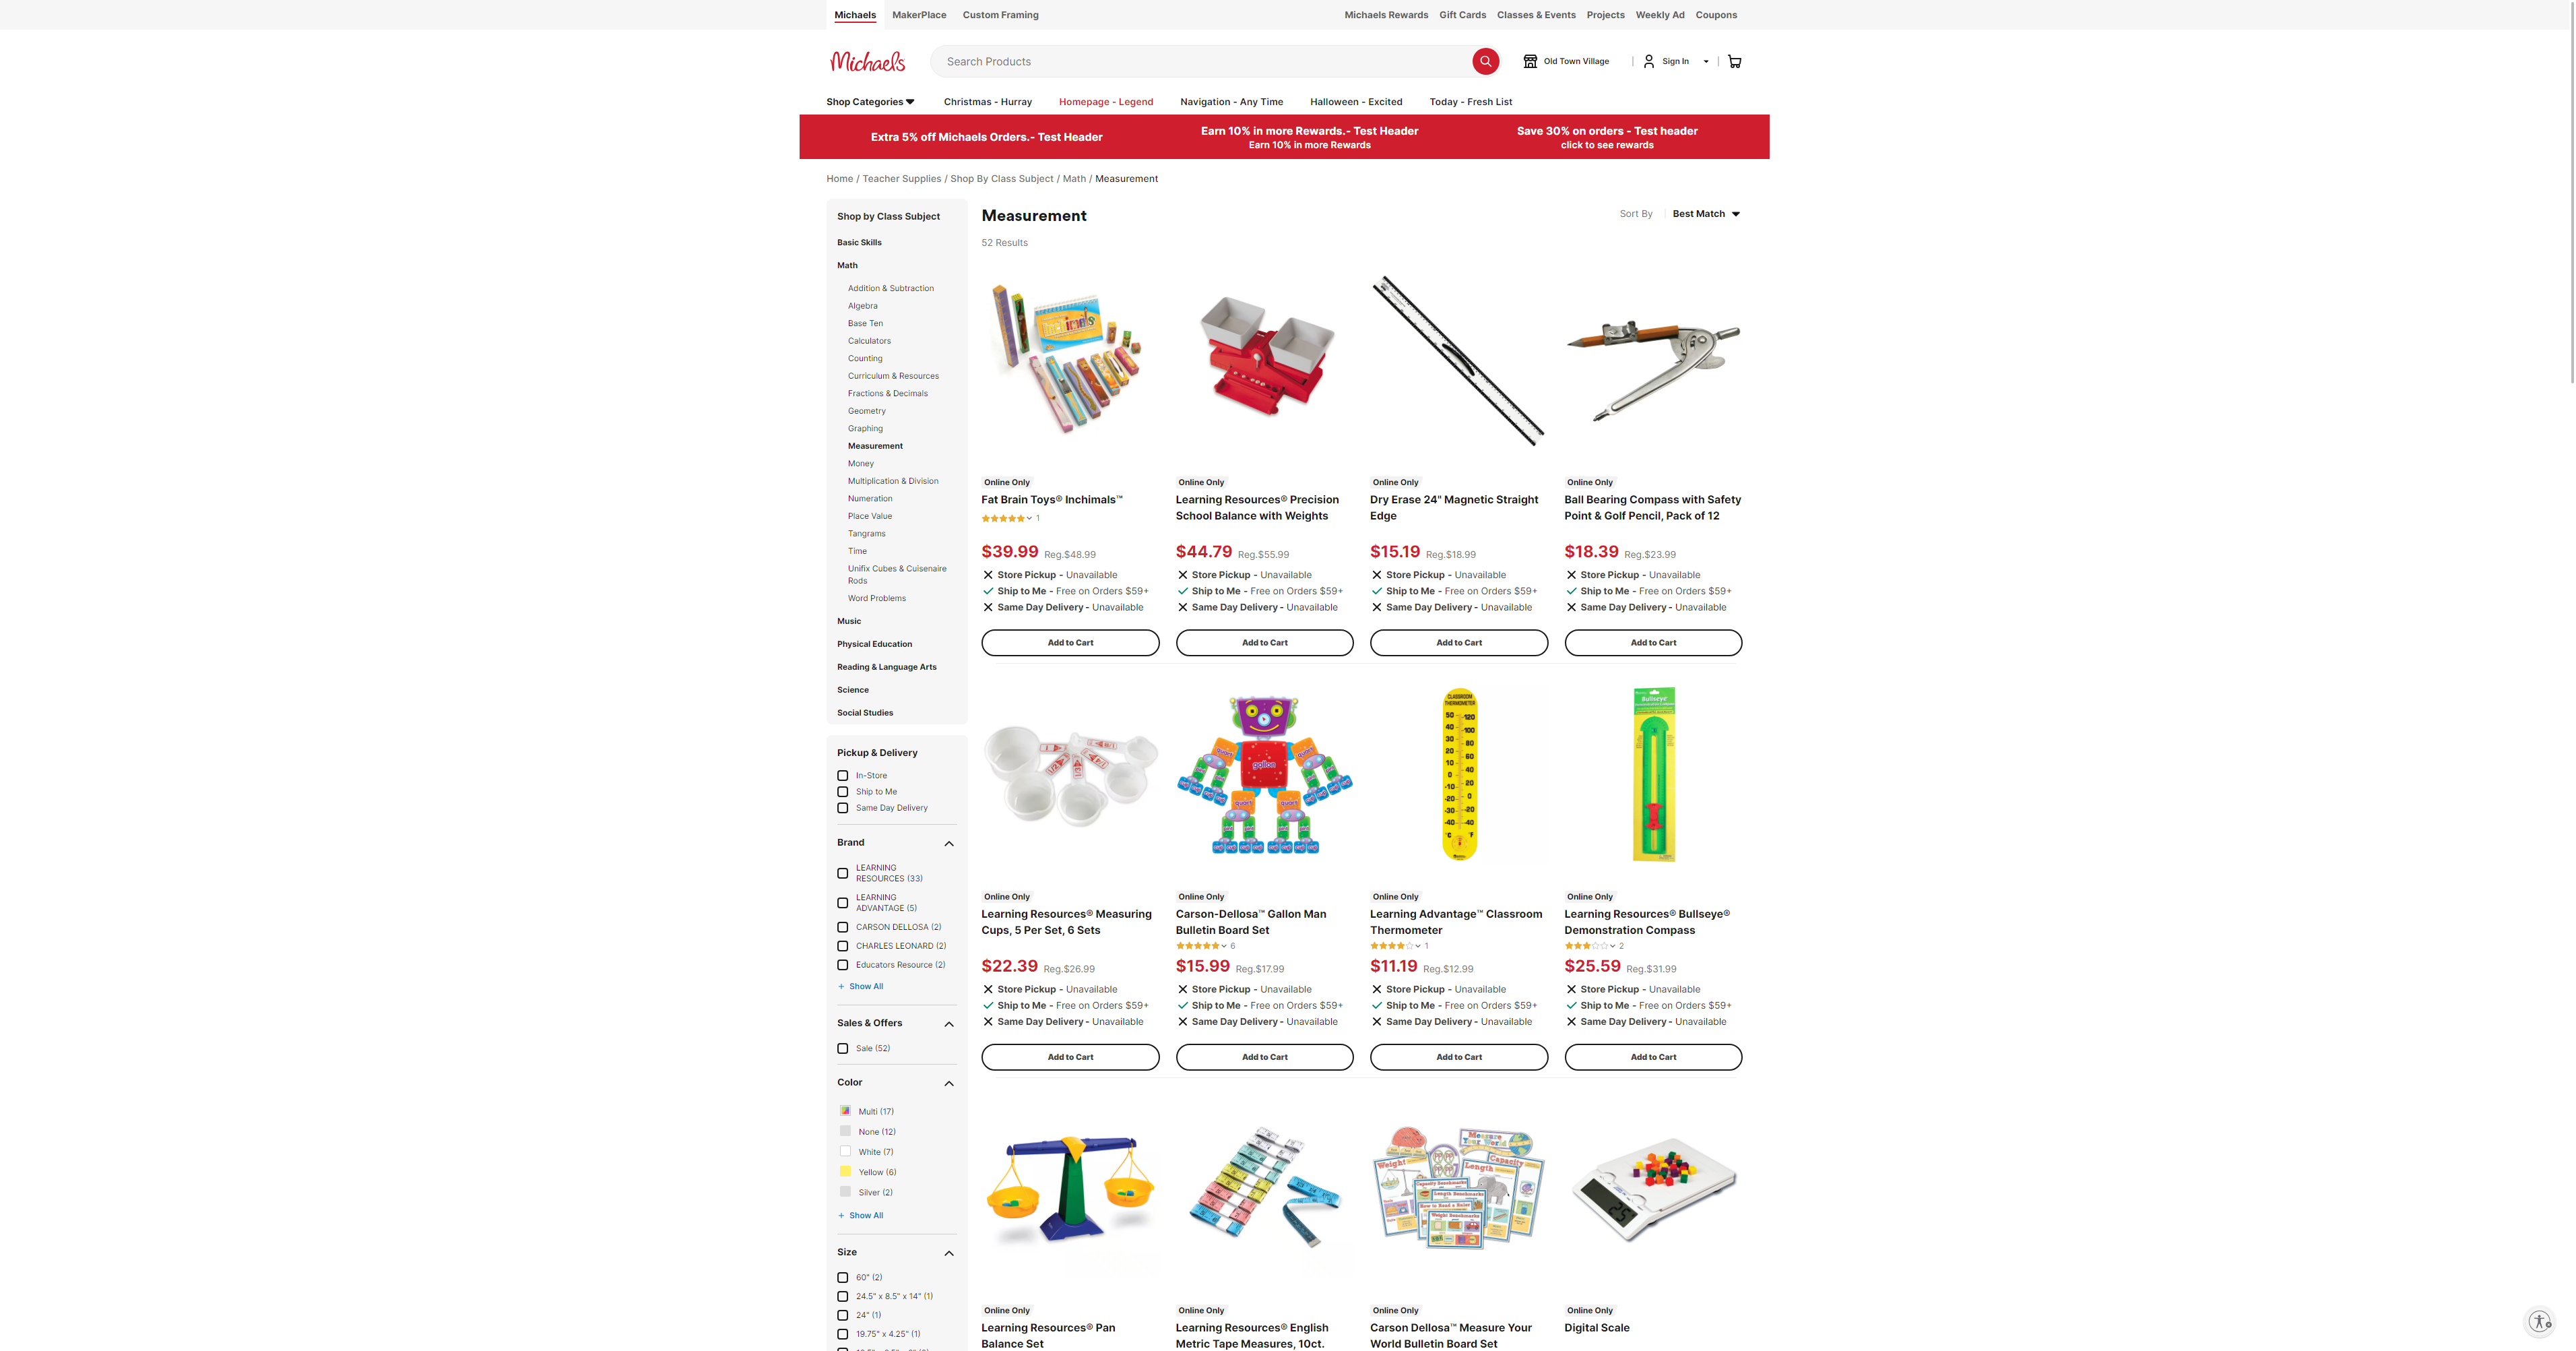 Michaels
MakerPlace
Custom Framing
Michaels Rewards
Gift Cards
Classes & Events
Projects
Weekly Ad
Coupons
Michaels
Search Products
Old Town Village
Sign In
Shop Categories
Christmas - Hurray
Homepage - Legend
Navigation - Any Time
Halloween - Excited
Today - Fresh List
Extra 5% off Michaels Orders.- Test Header
Earn 10% in more Rewards.- Test Header
Earn 10% in more Rewards
Save 30% on orders - Test header
click to see rewards
Home / Teacher Supplies / Shop By Class Subject / Math / Measurement
Shop by Class Subject
Basic Skills
Math
Addition & Subtraction
Algebra
Base Ten
Calculators
Counting
Curriculum & Resources
Fractions & Decimals
Geometry
Graphing
Measurement
Money
Multiplication & Division
Numeration
Place Value
Tangrams
Time
Unifix Cubes & Cuisenaire
Rods
Word Problems
Music
Physical Education
Reading & Language Arts
Science
Social Studies
Pickup & Delivery
In-Store
Ship to Me
Same Day Delivery
Brand
LEARNING
RESOURCES (33)
LEARNING
ADVANTAGE (5)
CARSON DELLOSA (2)
CHARLES LEONARD (2)
Educators Resource (2)
+ Show All
Sales & Offers
Sale (52)
Color
Multi (17)
None (12)
White (7)
Yellow (6)
Silver (2)
+ Show All
Size
60" (2)
24.5" x 8.5" x 14" (1)
24" (1)
19.75" x 4.25" (1)
Measurement
52 Results
Sort By
Best Match
Online Only
Fat Brain Toys® Inchimals™
1
$39.99 Reg.$48.99
Store Pickup - Unavailable
Ship to Me - Free on Orders $59+
Same Day Delivery - Unavailable
Add to Cart
Online Only
Learning Resources® Precision
School Balance with Weights
$44.79 Reg.$55.99
Store Pickup - Unavailable
Ship to Me - Free on Orders $59+
Same Day Delivery - Unavailable
Add to Cart
Online Only
Dry Erase 24" Magnetic Straight
Edge
$15.19 Reg.$18.99
Store Pickup - Unavailable
Ship to Me - Free on Orders $59+
Same Day Delivery - Unavailable
Add to Cart
Online Only
Ball Bearing Compass with Safety
Point & Golf Pencil, Pack of 12
$18.39 Reg.$23.99
Store Pickup - Unavailable
Ship to Me - Free on Orders $59+
Same Day Delivery - Unavailable
Add to Cart
Online Only
Learning Resources® Measuring
Cups, 5 Per Set, 6 Sets
$22.39 Reg.$26.99
Store Pickup - Unavailable
Ship to Me - Free on Orders $59+
Same Day Delivery - Unavailable
Add to Cart
gallon
Online Only
Carson-Dellosa™ Gallon Man
Bulletin Board Set
6
$15.99 Reg.$17.99
Store Pickup - Unavailable
Ship to Me - Free on Orders $59+
Same Day Delivery - Unavailable
Add to Cart
CLASSROOM
THERMOMETER
Online Only
Learning Advantage™ Classroom
Thermometer
1
$11.19 Reg.$12.99
Store Pickup - Unavailable
Ship to Me - Free on Orders $59+
Same Day Delivery - Unavailable
Add to Cart
Bullseye
Online Only
Learning Resources® Bullseye®
Demonstration Compass
2
$25.59 Reg.$31.99
Store Pickup - Unavailable
Ship to Me - Free on Orders $59+
Same Day Delivery - Unavailable
Add to Cart
Online Only
Learning Resources® Pan
Balance Set
Online Only
Learning Resources® English
Metric Tape Measures, 10ct.
Measure
Your World
Weight
Length
Capacity
Online Only
Carson Dellosa™ Measure Your
World Bulletin Board Set
25
Online Only
Digital Scale